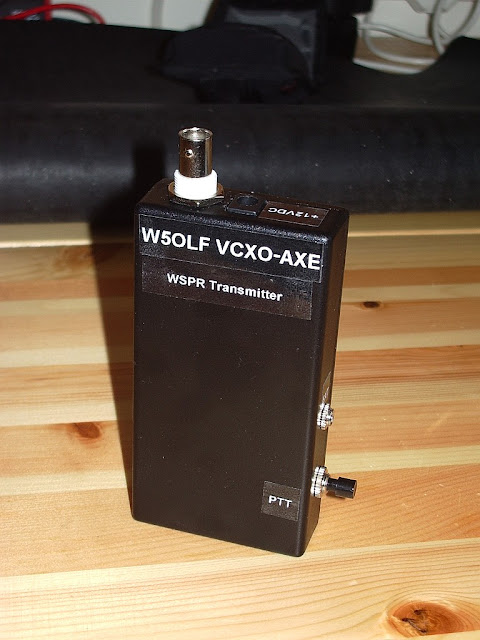 +12VDC
W5OLF VCXO-AXE
WSPR Transmitter
PTT